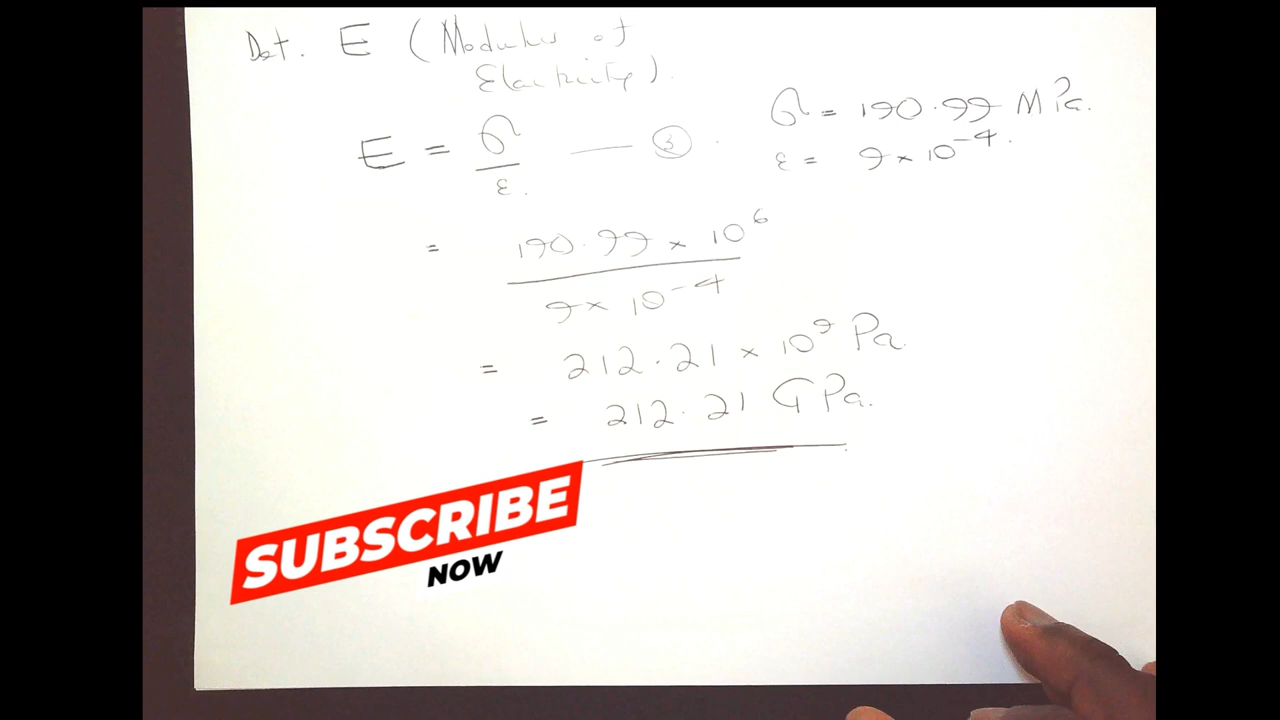 Det. E (Modulus of
Elasticity).
E = σ/ε. —— ③.
σ = 190.99 MPa.
ε = 9 × 10⁻⁴.
= 190.99 × 10⁶ / 9 × 10⁻⁴
= 212.21 × 10⁹ Pa.
= 212.21 GPa.
SUBSCRIBE
NOW